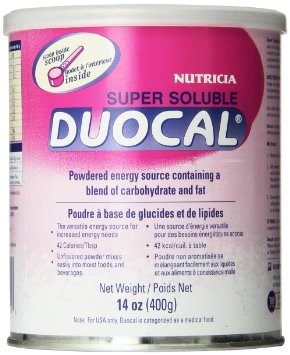 scoop inside
scoop
godet à l'intérieur
inside
NUTRICIA
SUPER SOLUBLE
DUOCAL®
Powdered energy source containing a
blend of carbohydrate and fat
Poudre à base de glucides et de lipides
• The versatile energy source for
increased energy needs
• 42 Calories/Tbsp
• Unflavored powder mixes
easily into moist foods and
beverages.
• Une source d'énergie versatile
pour des besoins énergétiques accrus
• 42 kcal/cuil. à table
• Poudre non aromatisée se
mélangeant facilement aux liquides
et aux aliments à consistance molle
Net Weight / Poids Net
14 oz (400g)
Note: For USA only, Duocal is categorized as a medical food.